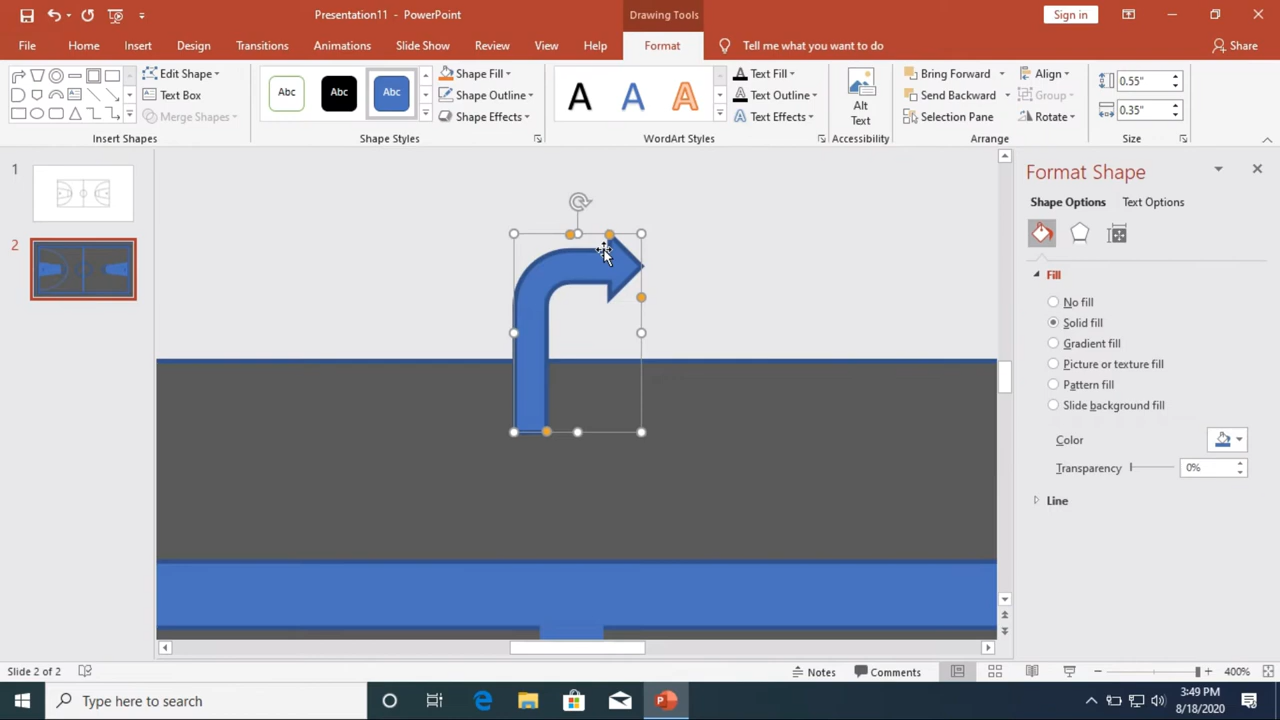 Presentation11 - PowerPoint
Drawing Tools
Sign in
File Home Insert Design Transitions Animations Slide Show Review View Help Format Tell me what you want to do Share
Edit Shape
Text Box
Merge Shapes
Insert Shapes
Abc Abc Abc
Shape Fill
Shape Outline
Shape Effects
Shape Styles
A A A
Text Fill
Text Outline
Text Effects
WordArt Styles
Alt
Text
Accessibility
Bring Forward
Send Backward
Selection Pane
Align
Group
Rotate
Arrange
0.55"
0.35"
Size
1
2
Format Shape
Shape Options Text Options
Fill
No fill
Solid fill
Gradient fill
Picture or texture fill
Pattern fill
Slide background fill
Color
Transparency 0%
Line
Slide 2 of 2
Notes Comments 400%
Type here to search
3:49 PM
8/18/2020